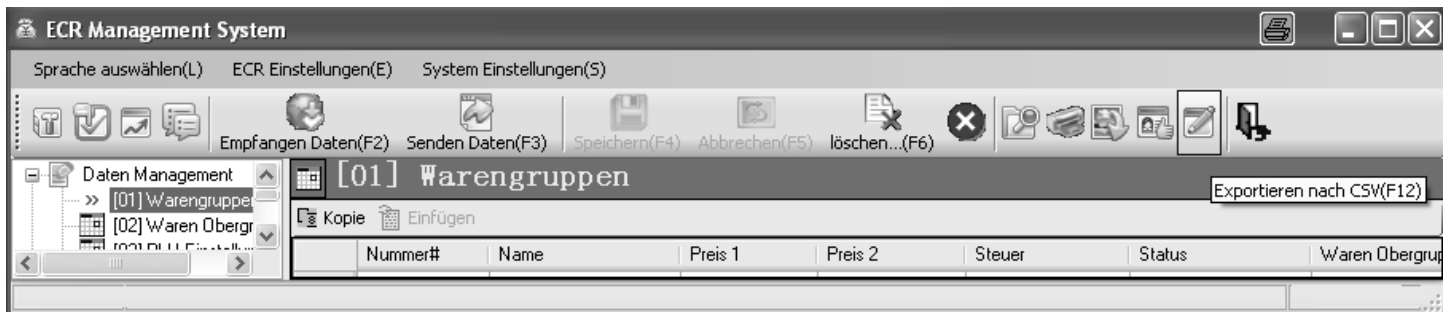 ECR Management System
Sprache auswählen(L) ECR Einstellungen(E) System Einstellungen(S)
Empfangen Daten(F2) Senden Daten(F3) Speichern(F4) Abbrechen(F5) löschen...(F6)
Daten Management
[01] Warengruppen
Exportieren nach CSV(F12)
>> [01] Warengruppe
[02] Waren Obergr
Kopie Einfügen
Nummer# Name Preis 1 Preis 2 Steuer Status Waren Obergrup